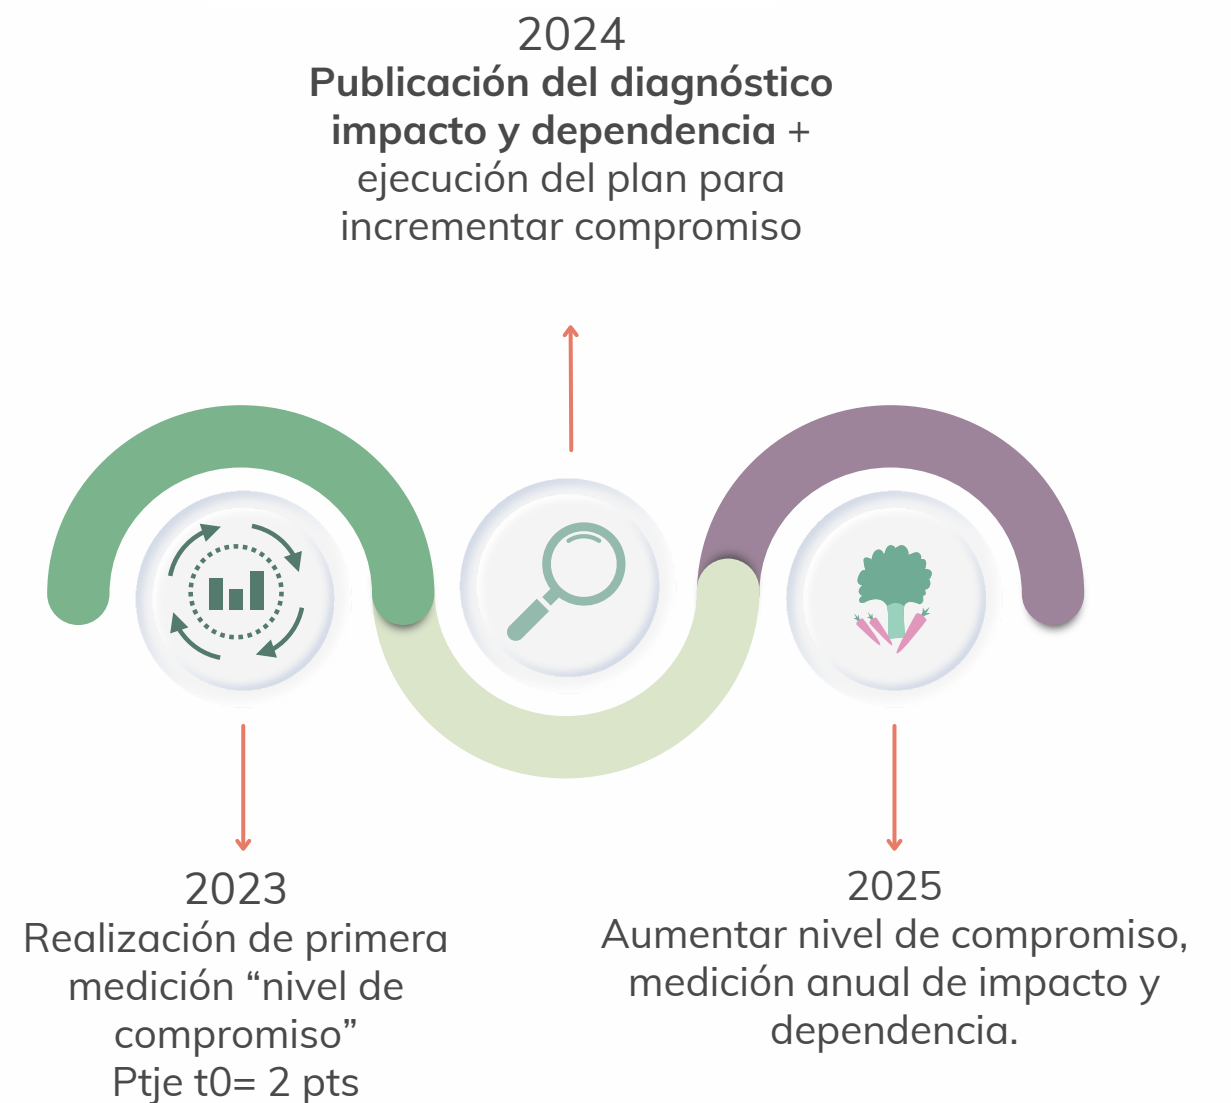 2024
Publicación del diagnóstico
impacto y dependencia +
ejecución del plan para
incrementar compromiso
2023
Realización de primera
medición “nivel de
compromiso”
Ptje t0= 2 pts
2025
Aumentar nivel de compromiso,
medición anual de impacto y
dependencia.